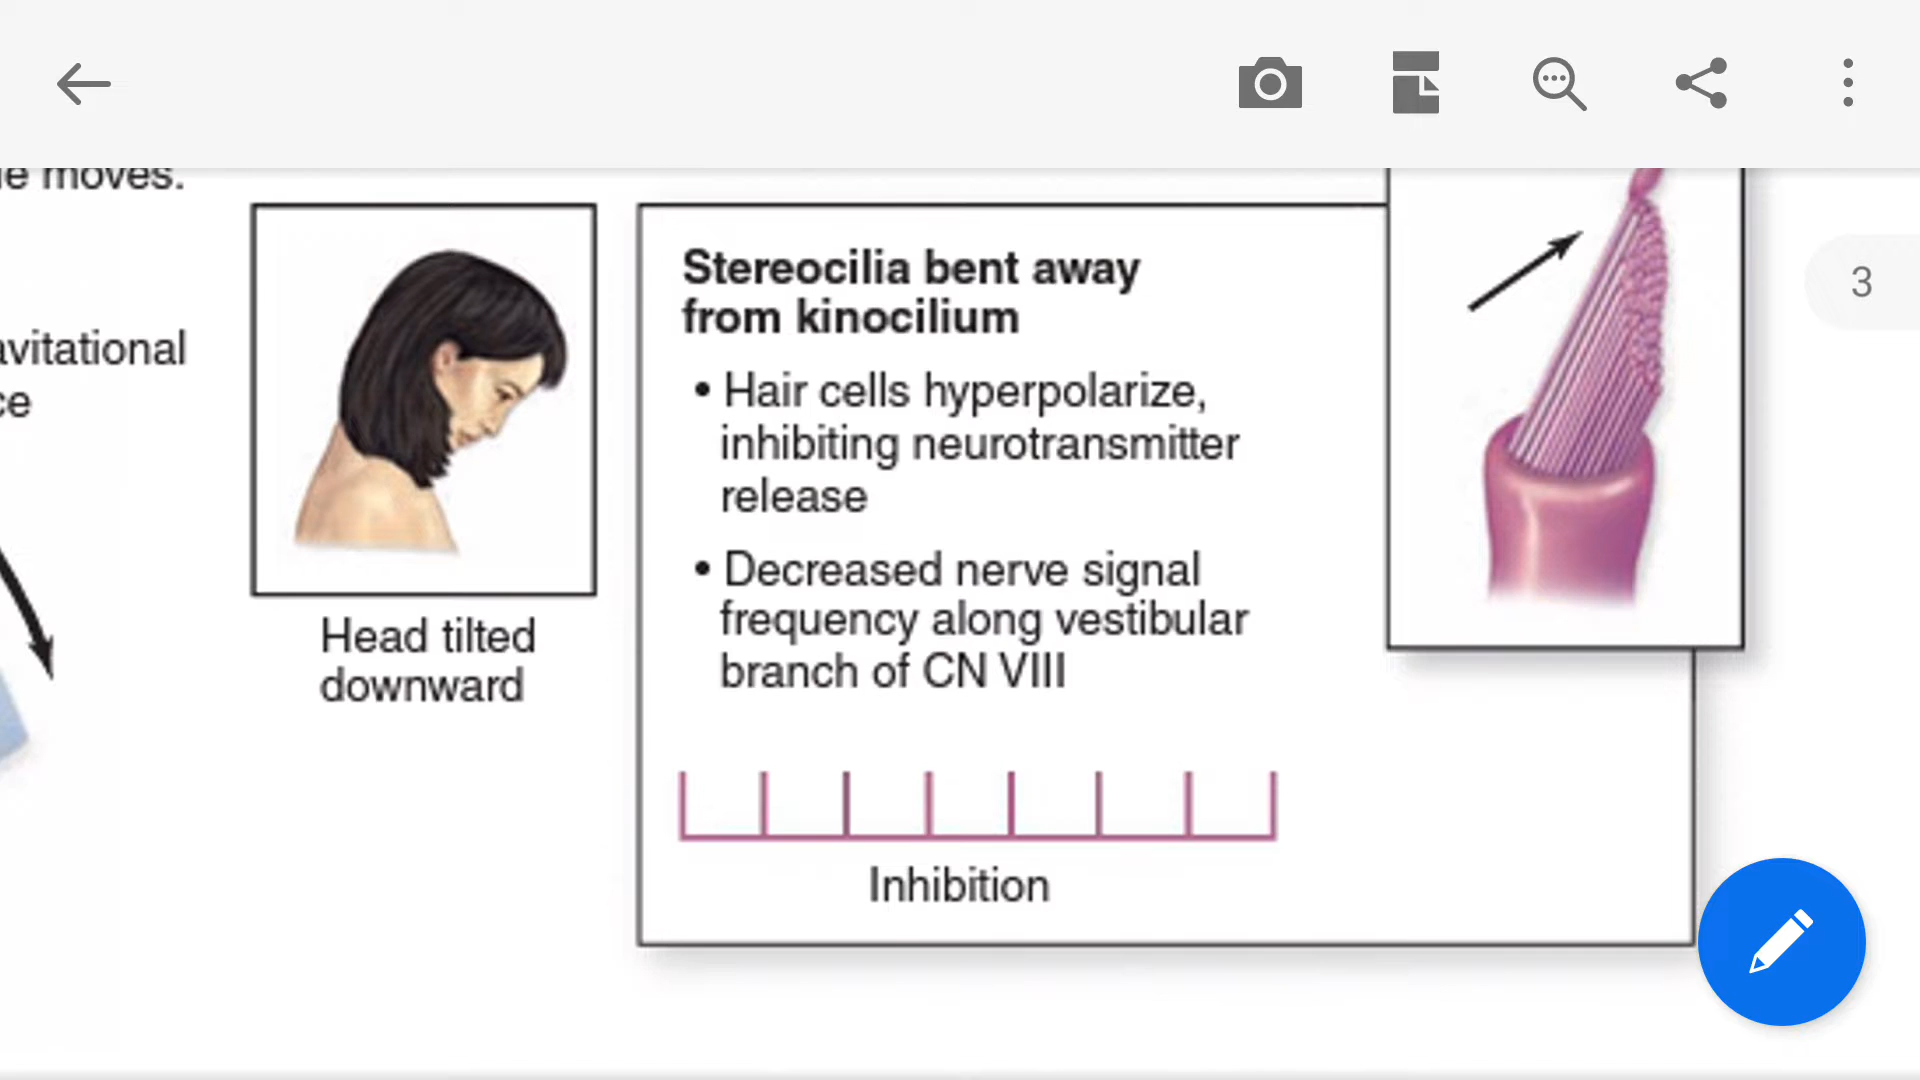 moves.
avitational
Head tilted
downward
Stereocilia bent away
from kinocilium
• Hair cells hyperpolarize,
inhibiting neurotransmitter
release
• Decreased nerve signal
frequency along vestibular
branch of CN VIII
Inhibition
3